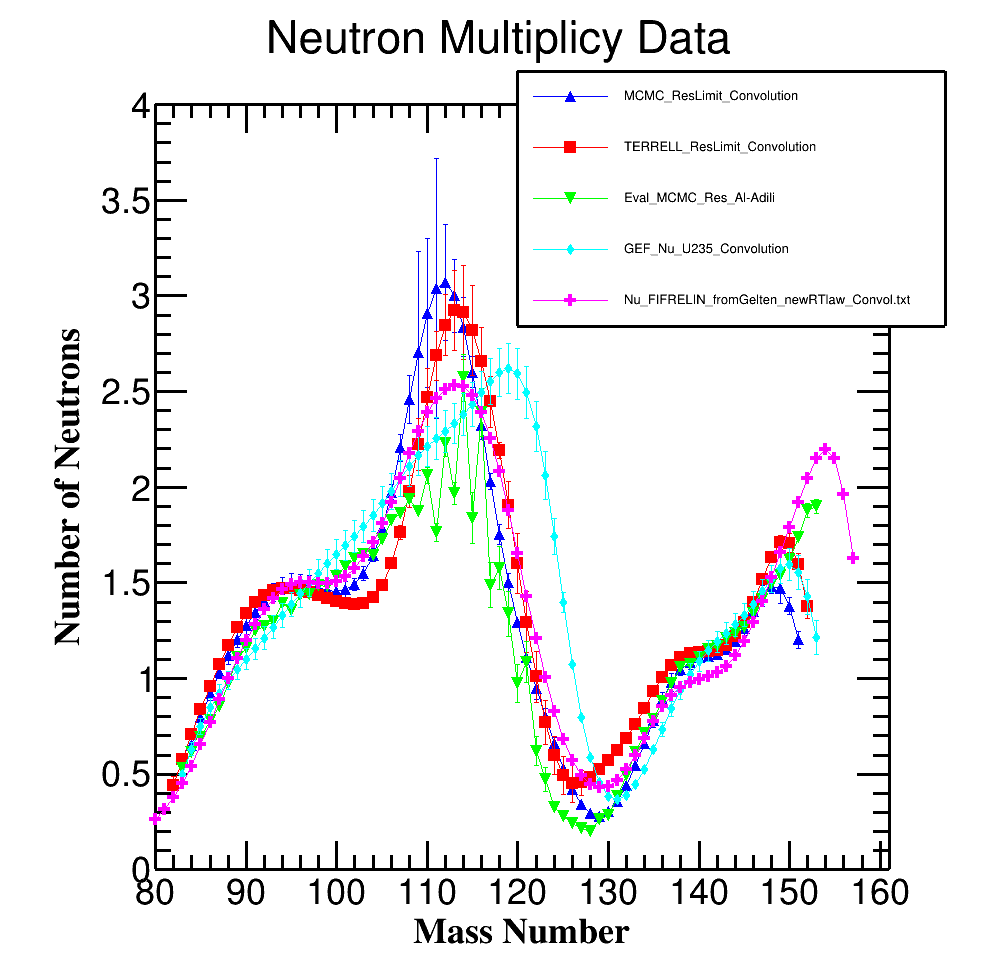 Neutron Multiplicy Data
MCMC_ResLimit_Convolution
TERRELL_ResLimit_Convolution
Eval_MCMC_Res_Al-Adili
GEF_Nu_U235_Convolution
Nu_FIFRELIN_fromGelten_newRTlaw_Convol.txt
4
3.5
3
2.5
2
1.5
1
0.5
0
Number of Neutrons
80 90 100 110 120 130 140 150 160
Mass Number